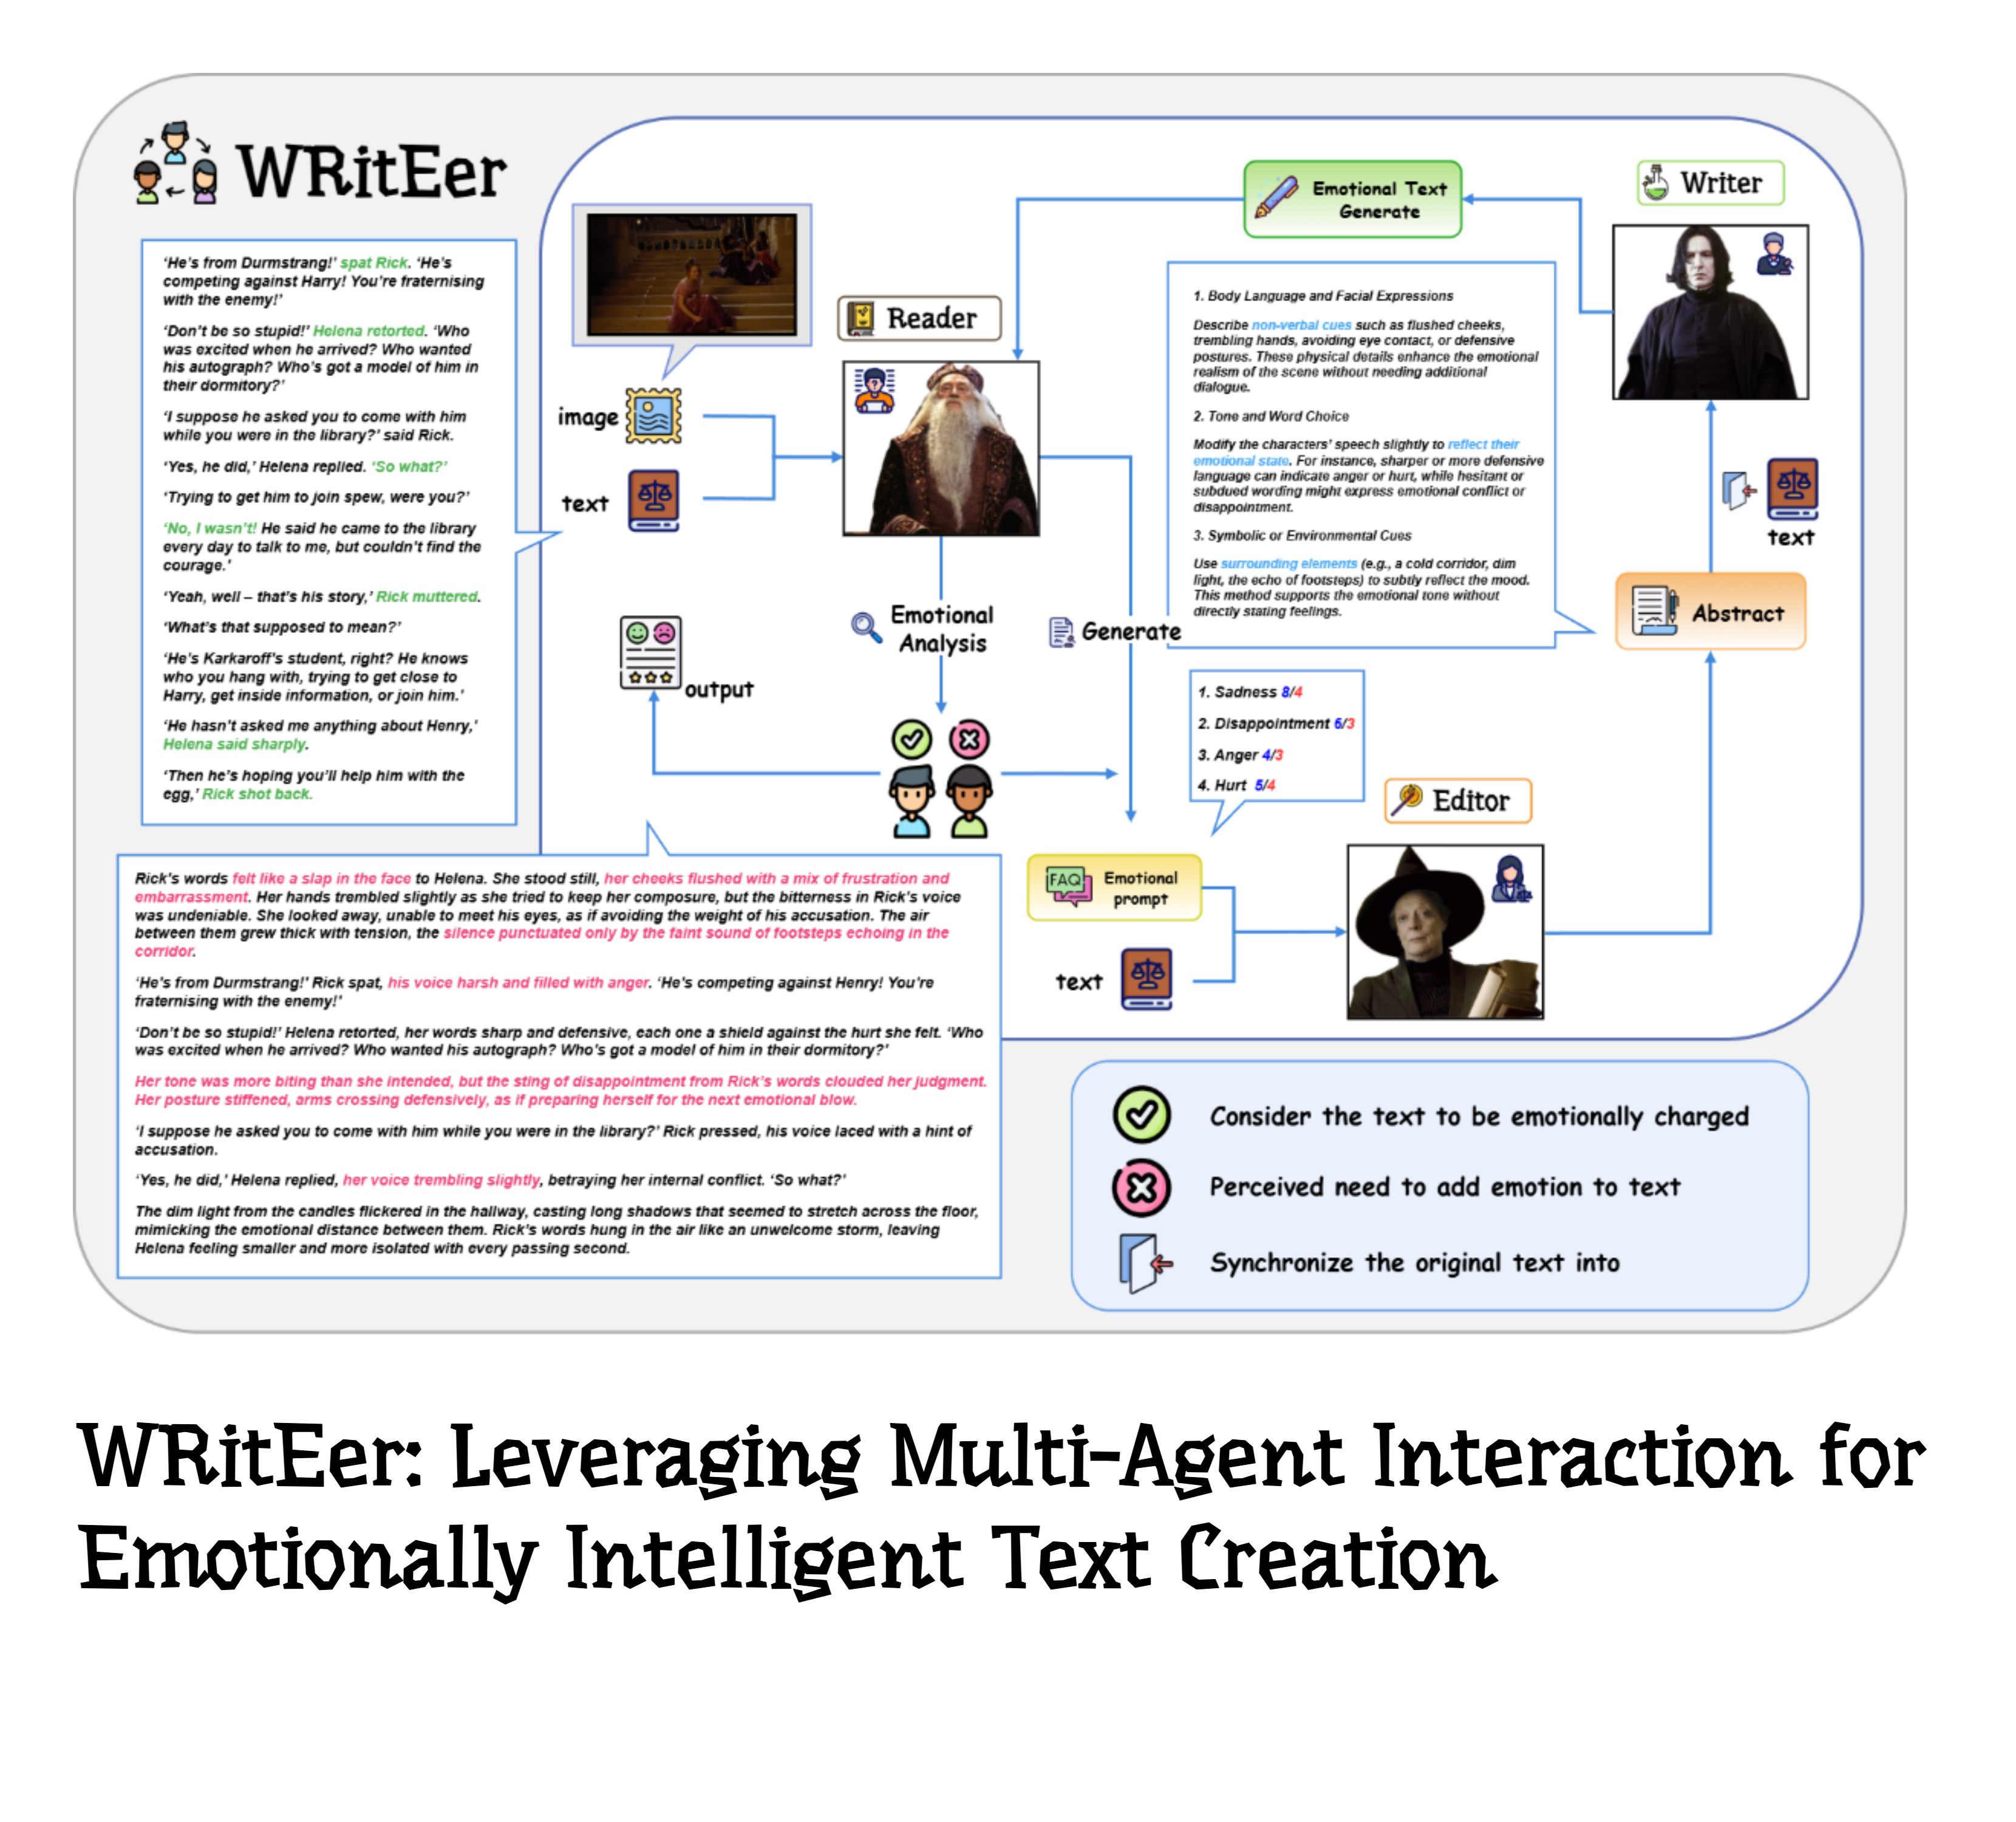 WRitEer
‘He’s from Durmstrang!’ spat Rick. ‘He’s
competing against Harry! You’re fraternising
with the enemy!’
‘Don’t be so stupid!’ Helena retorted. ‘Who
was excited when he arrived? Who wanted
his autograph? Who’s got a model of him in
their dormitory?’
‘I suppose he asked you to come with him
while you were in the library?’ said Rick.
‘Yes, he did,’ Helena replied. ‘So what?’
‘Trying to get him to join spew, were you?’
‘No, I wasn’t! He said he came to the library
every day to talk to me, but couldn’t find the
courage.’
‘Yeah, well – that’s his story,’ Rick muttered.
‘What’s that supposed to mean?’
‘He’s Karkaroff’s student, right? He knows
who you hang with, trying to get close to
Harry, get inside information, or join him.’
‘He hasn’t asked me anything about Henry,’
Helena said sharply.
‘Then he’s hoping you’ll help him with the
egg,’ Rick shot back.
image
text
Reader
Emotional
Analysis
output
Generate
Emotional Text
Generate
Writer
1. Body Language and Facial Expressions
Describe non-verbal cues such as flushed cheeks,
trembling hands, avoiding eye contact, or defensive
postures. These physical details enhance the emotional
realism of the scene without needing additional
dialogue.
2. Tone and Word Choice
Modify the characters’ speech slightly to reflect their
emotional state. For instance, sharper or more defensive
language can indicate anger or hurt, while hesitant or
subdued wording might express emotional conflict or
disappointment.
3. Symbolic or Environmental Cues
Use surrounding elements (e.g., a cold corridor, dim
light, the echo of footsteps) to subtly reflect the mood.
This method supports the emotional tone without
directly stating feelings.
text
Abstract
1. Sadness 8/4
2. Disappointment 6/3
3. Anger 4/3
4. Hurt 5/4
Editor
FAQ
Emotional
prompt
text
Rick’s words felt like a slap in the face to Helena. She stood still, her cheeks flushed with a mix of frustration and
embarrassment. Her hands trembled slightly as she tried to keep her composure, but the bitterness in Rick’s voice
was undeniable. She looked away, unable to meet his eyes, as if avoiding the weight of his accusation. The air
between them grew thick with tension, the silence punctuated only by the faint sound of footsteps echoing in the
corridor.
‘He’s from Durmstrang!’ Rick spat, his voice harsh and filled with anger. ‘He’s competing against Henry! You’re
fraternising with the enemy!’
‘Don’t be so stupid!’ Helena retorted, her words sharp and defensive, each one a shield against the hurt she felt. ‘Who
was excited when he arrived? Who wanted his autograph? Who’s got a model of him in their dormitory?’
Her tone was more biting than she intended, but the sting of disappointment from Rick’s words clouded her judgment.
Her posture stiffened, arms crossing defensively, as if preparing herself for the next emotional blow.
‘I suppose he asked you to come with him while you were in the library?’ Rick pressed, his voice laced with a hint of
accusation.
‘Yes, he did,’ Helena replied, her voice trembling slightly, betraying her internal conflict. ‘So what?’
The dim light from the candles flickered in the hallway, casting long shadows that seemed to stretch across the floor,
mimicking the emotional distance between them. Rick’s words hung in the air like an unwelcome storm, leaving
Helena feeling smaller and more isolated with every passing second.
Consider the text to be emotionally charged
Perceived need to add emotion to text
Synchronize the original text into
WRitEer: Leveraging Multi-Agent Interaction for
Emotionally Intelligent Text Creation